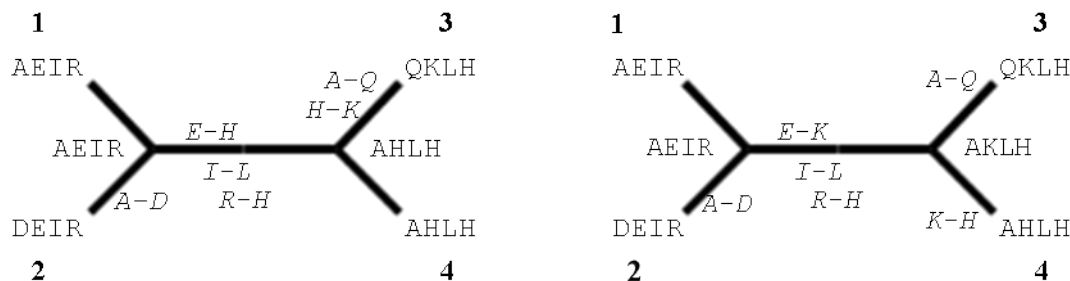 1
3
AEIR
QKLH
A-Q
H-K
E-H
AEIR
AHLH
I-L
A-D
R-H
DEIR
AHLH
2
4
1
3
AEIR
QKLH
A-Q
E-K
AEIR
AKLH
I-L
A-D
R-H
K-H
DEIR
AHLH
2
4